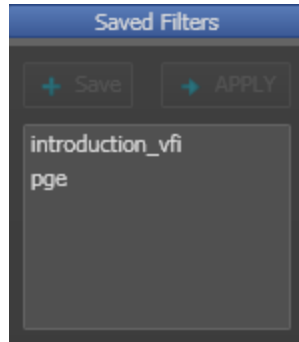 Saved Filters
+ Save → APPLY
introduction_vfi
pge